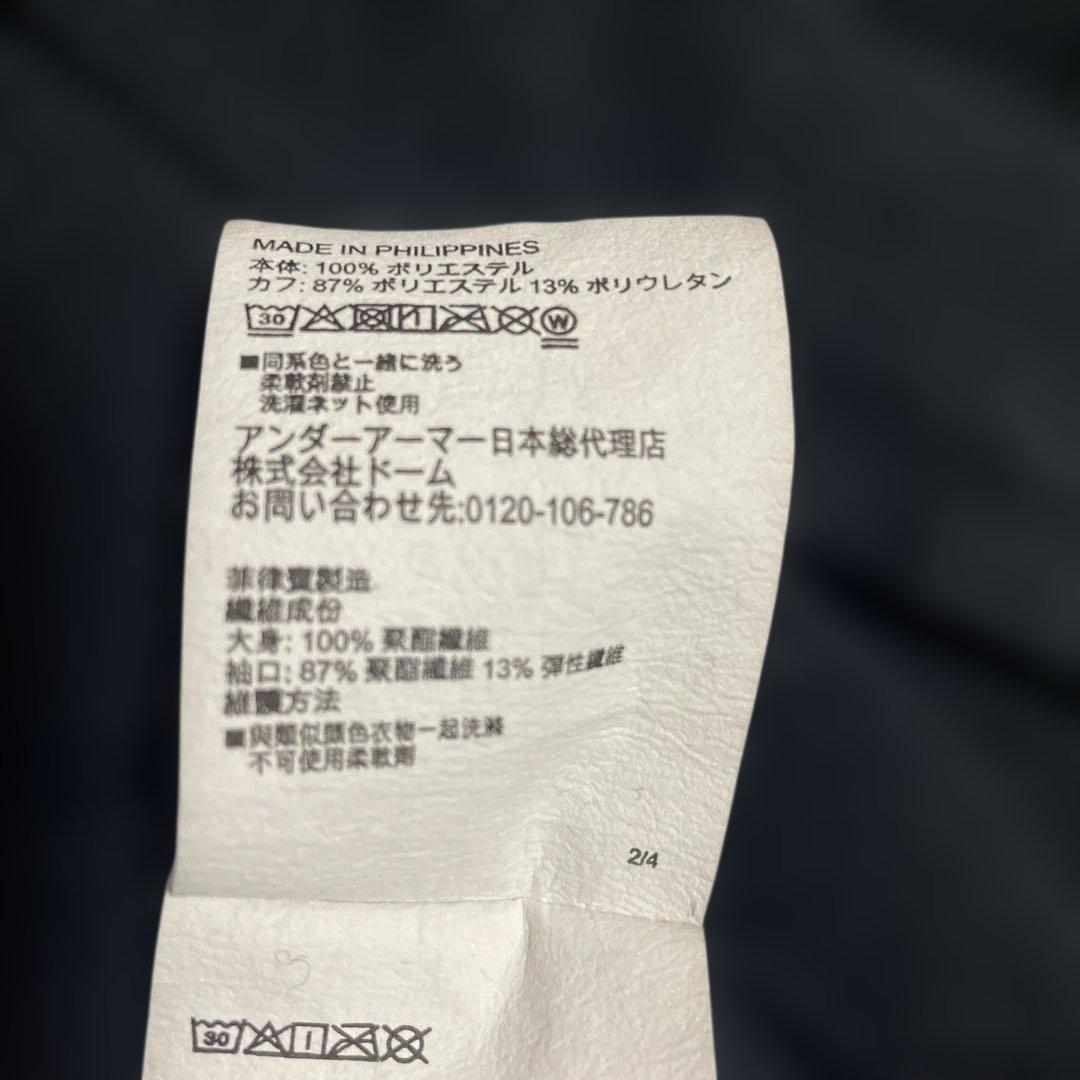 MADE IN PHILIPPINES
本体: 100% ポリエステル
カフ: 87% ポリエステル 13% ポリウレタン
30 W
■同系色と一緒に洗う
柔軟剤禁止
洗濯ネット使用
アンダーアーマー日本総代理店
株式会社ドーム
お問い合わせ先:0120-106-786
菲律賓製造
纖維成份
大身: 100% 聚酯纖維
袖口: 87% 聚酯纖維 13% 彈性纖維
維護方法
■與類似顏色衣物一起洗滌
不可使用柔軟劑
2/4
30